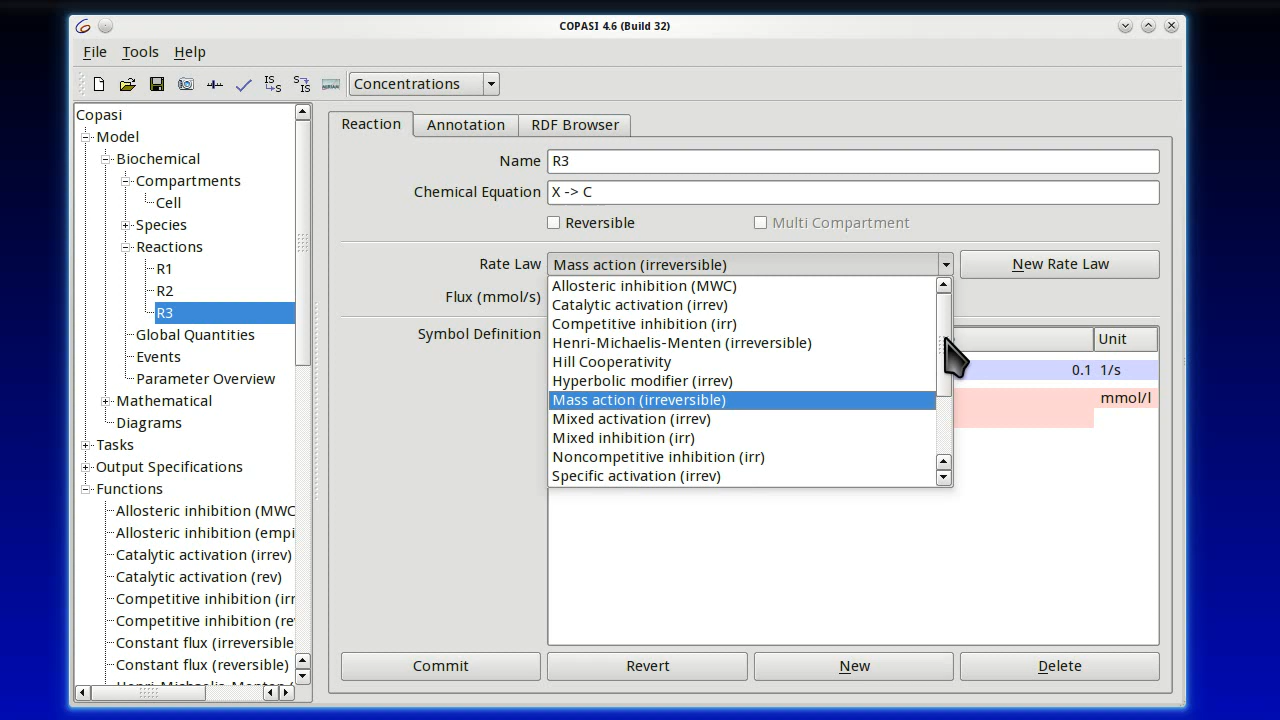 COPASI 4.6 (Build 32)
File Tools Help
IS S S IS MIRIAM Concentrations
Copasi
Model
Biochemical
Compartments
Cell
Species
Reactions
R1
R2
R3
Global Quantities
Events
Parameter Overview
Mathematical
Diagrams
Tasks
Output Specifications
Functions
Allosteric inhibition (MWC
Allosteric inhibition (empi
Catalytic activation (irrev)
Catalytic activation (rev)
Competitive inhibition (irr
Competitive inhibition (re
Constant flux (irreversible
Constant flux (reversible)
Henri-Michaelis-Menten (
Reaction Annotation RDF Browser
Name R3
Chemical Equation X -> C
Reversible Multi Compartment
Rate Law Mass action (irreversible) New Rate Law
Flux (mmol/s)
Symbol Definition
Allosteric inhibition (MWC)
Catalytic activation (irrev)
Competitive inhibition (irr)
Henri-Michaelis-Menten (irreversible)
Hill Cooperativity
Hyperbolic modifier (irrev)
Mass action (irreversible)
Mixed activation (irrev)
Mixed inhibition (irr)
Noncompetitive inhibition (irr)
Specific activation (irrev)
Unit
0.1 1/s
mmol/l
Commit Revert New Delete